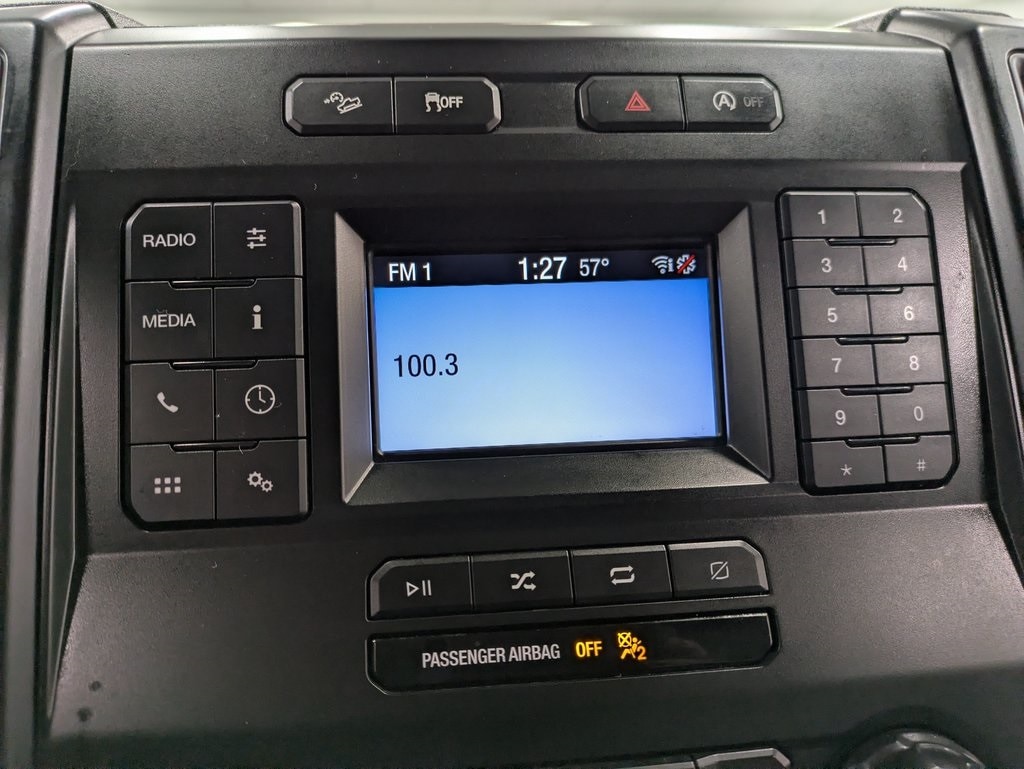 OFF
A OFF
RADIO
MEDIA
i
FM 1 1:27 57°
100.3
1 2
3 4
5 6
7 8
9 0
* #
PASSENGER AIRBAG OFF 2